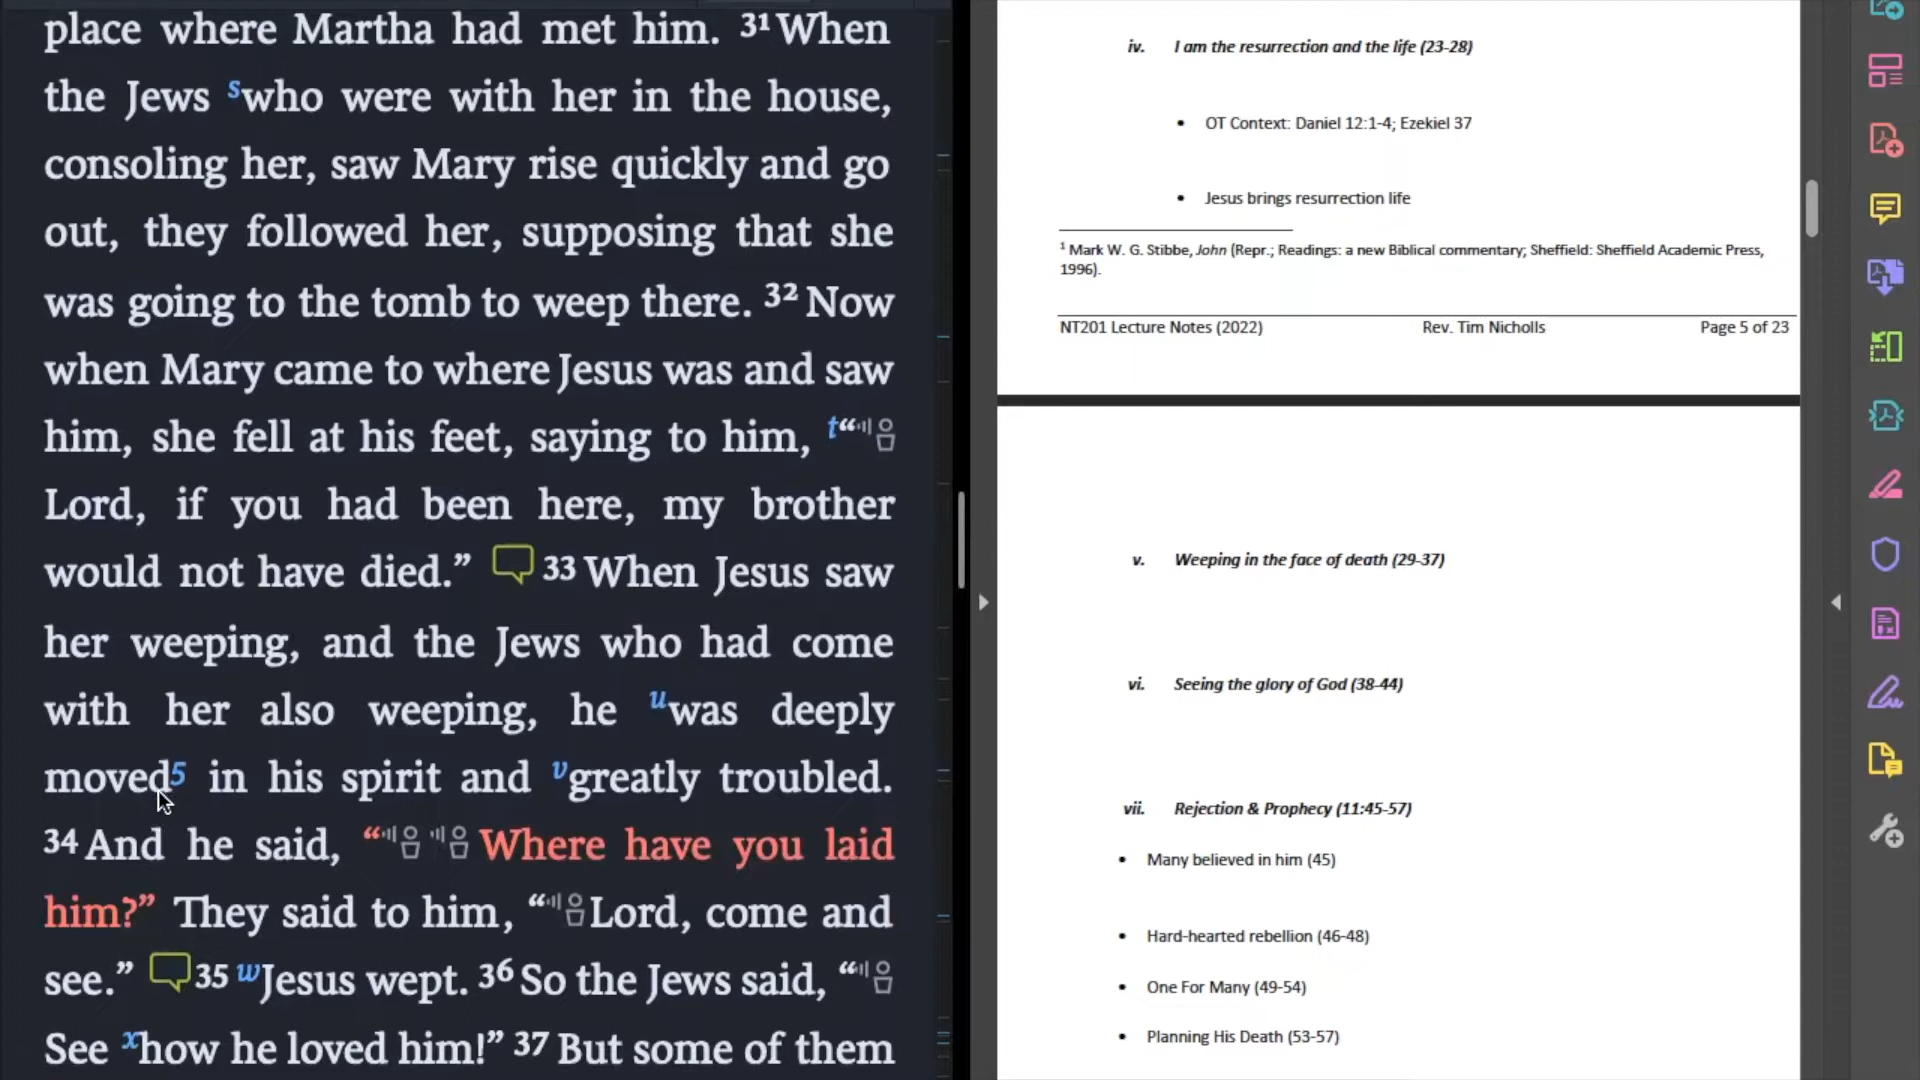 place where Martha had met him. 31 When
the Jews s who were with her in the house,
consoling her, saw Mary rise quickly and go
out, they followed her, supposing that she
was going to the tomb to weep there. 32 Now
when Mary came to where Jesus was and saw
him, she fell at his feet, saying to him, t “
Lord, if you had been here, my brother
would not have died.” 33 When Jesus saw
her weeping, and the Jews who had come
with her also weeping, he u was deeply
moved5 in his spirit and v greatly troubled.
34 And he said, “ Where have you laid
him?” They said to him, “ Lord, come and
see.” 35 w Jesus wept. 36 So the Jews said, “
See x how he loved him!” 37 But some of them
iv. I am the resurrection and the life (23-28)
• OT Context: Daniel 12:1-4; Ezekiel 37
• Jesus brings resurrection life
1 Mark W. G. Stibbe, John (Repr.; Readings: a new Biblical commentary; Sheffield: Sheffield Academic Press,
1996).
NT201 Lecture Notes (2022) Rev. Tim Nicholls Page 5 of 23
v. Weeping in the face of death (29-37)
vi. Seeing the glory of God (38-44)
vii. Rejection & Prophecy (11:45-57)
• Many believed in him (45)
• Hard-hearted rebellion (46-48)
• One For Many (49-54)
• Planning His Death (53-57)